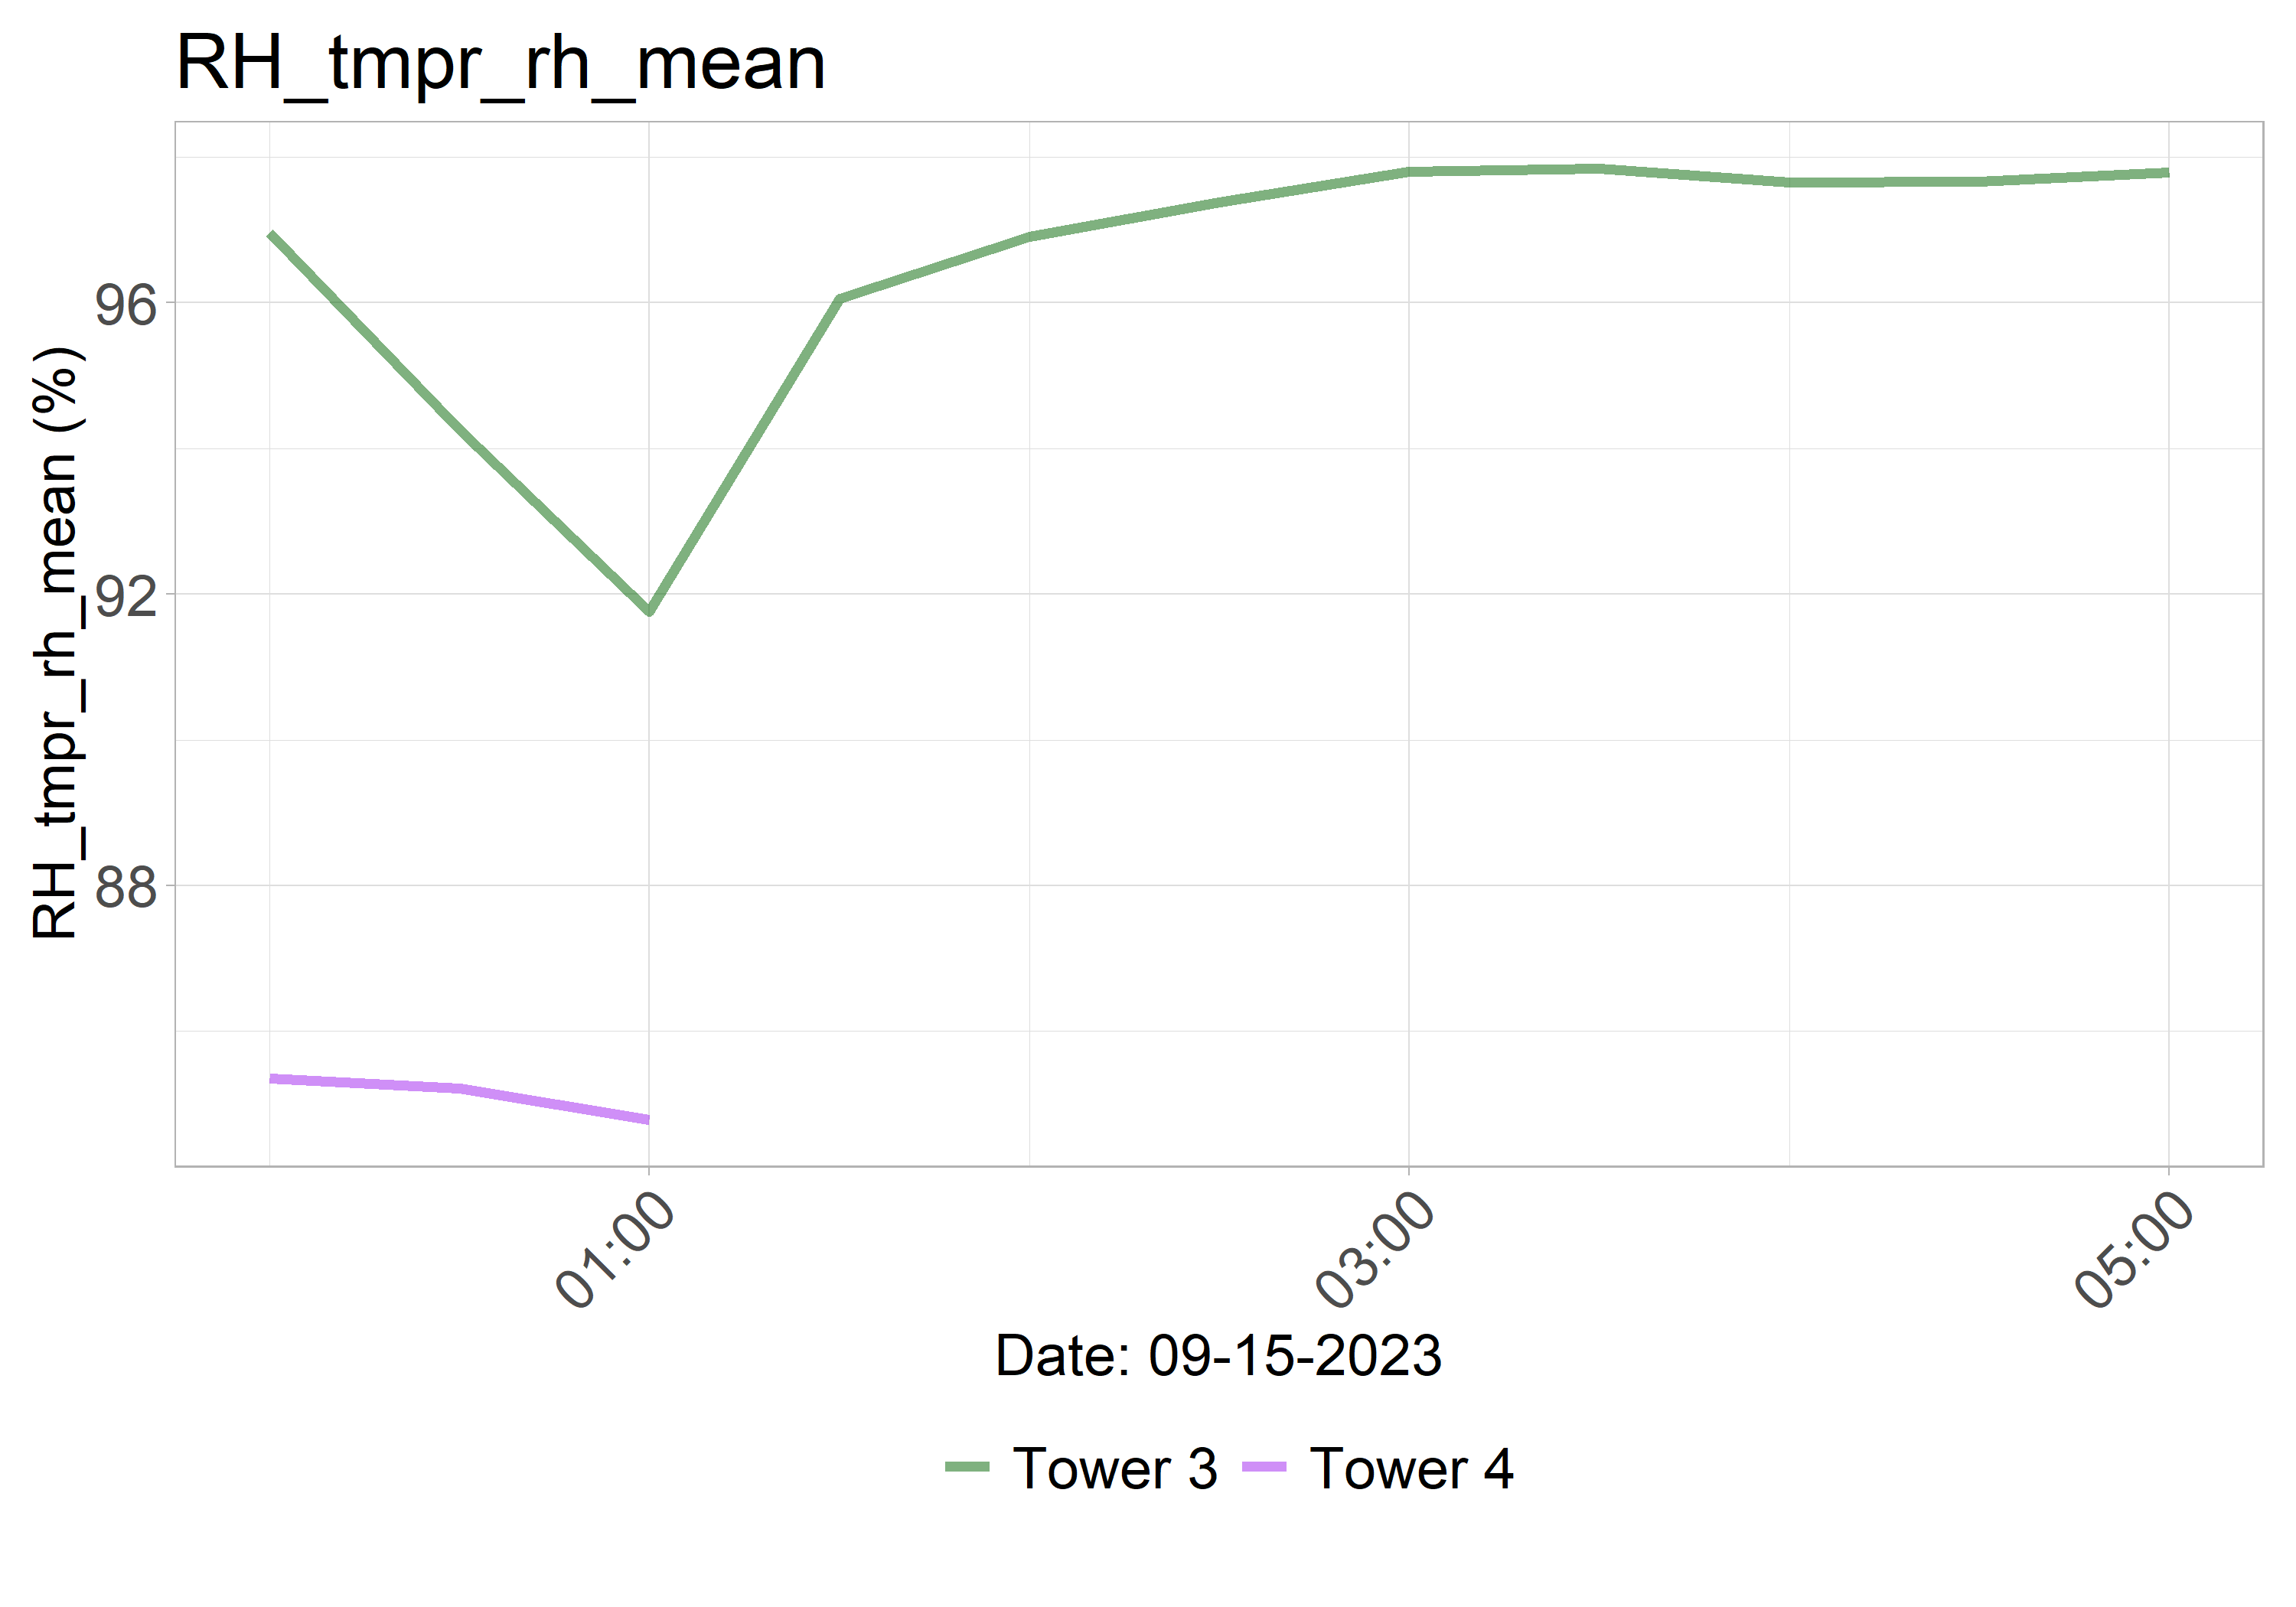 RH_tmpr_rh_mean
RH_tmpr_rh_mean (%)
96
92
88
01:00
03:00
05:00
Date: 09-15-2023
Tower 3
Tower 4